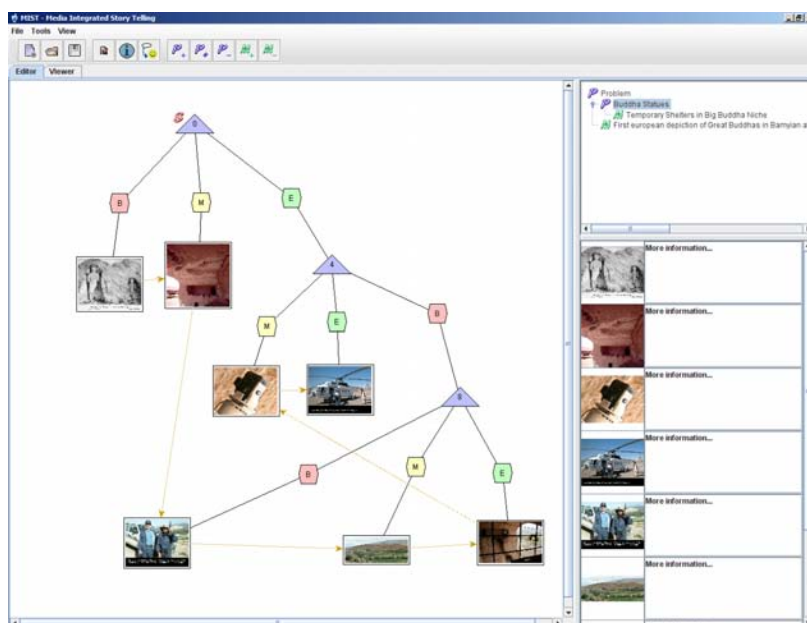 MIST - Media Integrated Story Telling
File Tools View
Editor Viewer
Problem
Buddha Statues
Temporary Shelters in Big Buddha Niche
First european depiction of Great Buddhas in Bamyian a
0
B
M
E
4
M
E
B
B
M
E
More information...
More information...
More information...
More information...
More information...
More information...